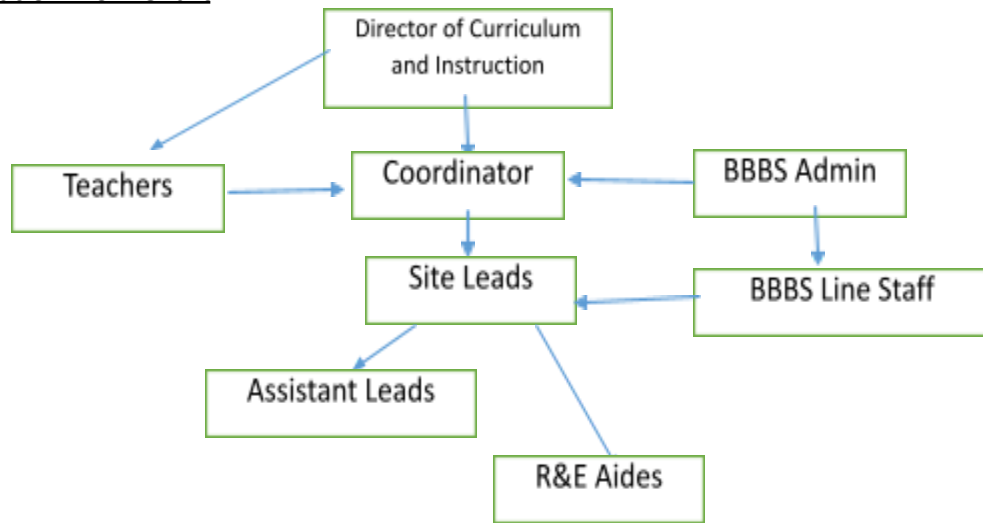 Director of Curriculum
and Instruction
Teachers
Coordinator
BBBS Admin
Site Leads
BBBS Line Staff
Assistant Leads
R&E Aides